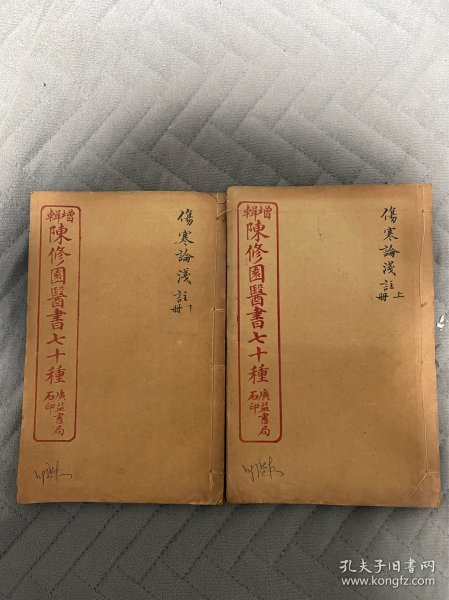 傷寒論淺註
下
册
增輯
陳修園醫書七十種
廣益書局
石印
傷寒論淺註
上
册
增輯
陳修園醫書七十種
廣益書局
石印
孔夫子旧书网
www.kongfz.com